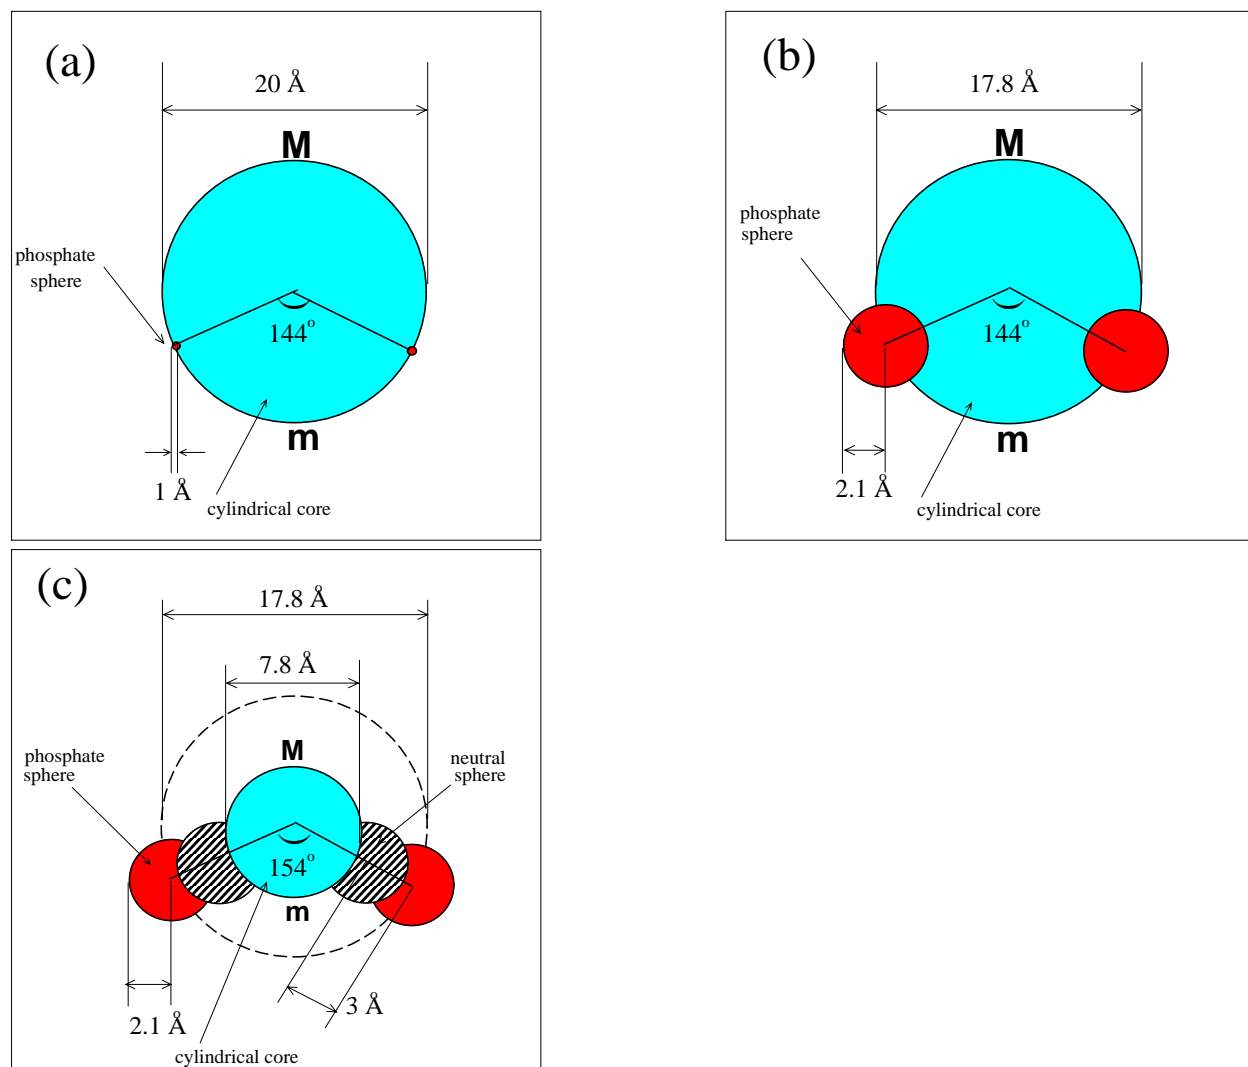 (a)
20 Å
M
phosphate
sphere
144°
m
1 Å
cylindrical core
(b)
17.8 Å
M
phosphate
sphere
144°
m
2.1 Å
cylindrical core
(c)
17.8 Å
7.8 Å
phosphate
sphere
M
neutral
sphere
154°
m
3 Å
2.1 Å
cylindrical core